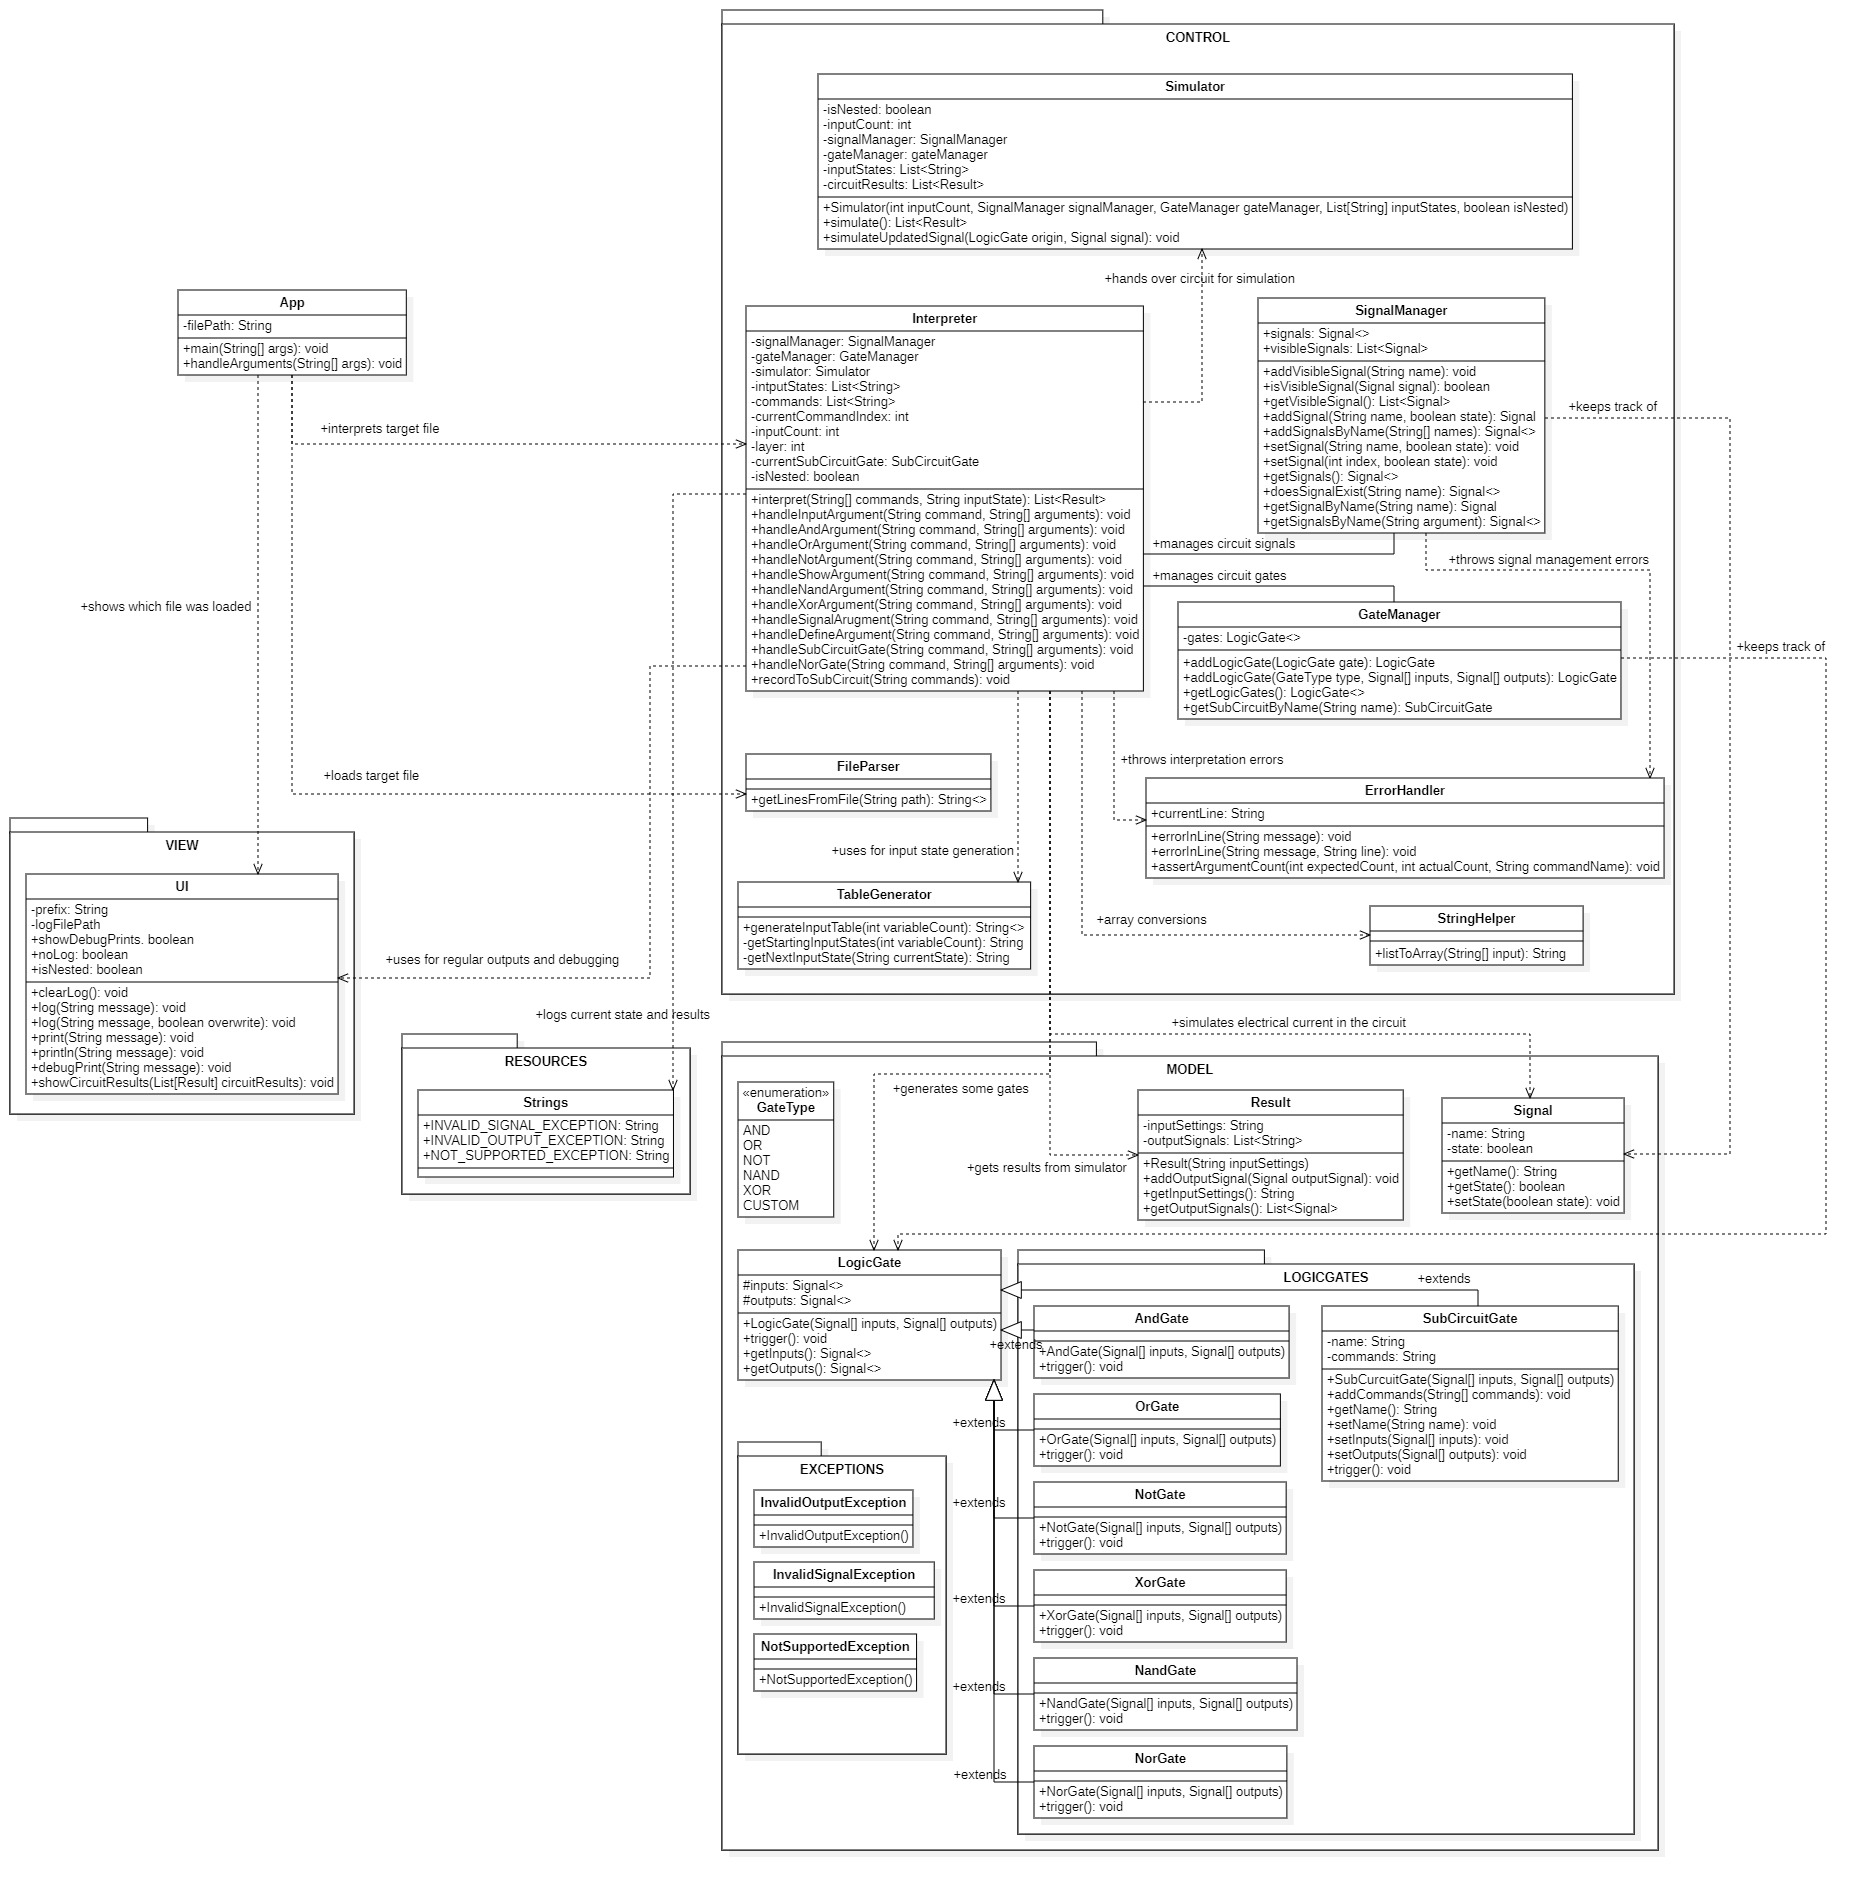 CONTROL
Simulator
-isNested: boolean
-inputCount: int
-signalManager: SignalManager
-gateManager: gateManager
-inputStates: List<String>
-circuitResults: List<Result>
+Simulator(int inputCount, SignalManager signalManager, GateManager gateManager, List[String] inputStates, boolean isNested)
+simulate(): List<Result>
+simulateUpdatedSignal(LogicGate origin, Signal signal): void
+hands over circuit for simulation
App
-filePath: String
+main(String[] args): void
+handleArguments(String[] args): void
+interprets target file
+shows which file was loaded
+loads target file
Interpreter
-signalManager: SignalManager
-gateManager: GateManager
-simulator: Simulator
-intputStates: List<String>
-commands: List<String>
-currentCommandIndex: int
-inputCount: int
-layer: int
-currentSubCircuitGate: SubCircuitGate
-isNested: boolean
+interpret(String[] commands, String inputState): List<Result>
+handleInputArgument(String command, String[] arguments): void
+handleAndArgument(String command, String[] arguments): void
+handleOrArgument(String command, String[] arguments): void
+handleNotArgument(String command, String[] arguments): void
+handleShowArgument(String command, String[] arguments): void
+handleNandArgument(String command, String[] arguments): void
+handleXorArgument(String command, String[] arguments): void
+handleSignalArugment(String command, String[] arguments): void
+handleDefineArgument(String command, String[] arguments): void
+handleSubCircuitGate(String command, String[] arguments): void
+handleNorGate(String command, String[] arguments): void
+recordToSubCircuit(String commands): void
SignalManager
+signals: Signal<>
+visibleSignals: List<Signal>
+addVisibleSignal(String name): void
+isVisibleSignal(Signal signal): boolean
+getVisibleSignal(): List<Signal>
+addSignal(String name, boolean state): Signal
+addSignalsByName(String[] names): Signal<>
+setSignal(String name, boolean state): void
+setSignal(int index, boolean state): void
+getSignals(): Signal<>
+doesSignalExist(String name): Signal<>
+getSignalByName(String name): Signal
+getSignalsByName(String argument): Signal<>
+keeps track of
+manages circuit signals
+throws signal management errors
+manages circuit gates
GateManager
-gates: LogicGate<>
+addLogicGate(LogicGate gate): LogicGate
+addLogicGate(GateType type, Signal[] inputs, Signal[] outputs): LogicGate
+getLogicGates(): LogicGate<>
+getSubCircuitByName(String name): SubCircuitGate
+keeps track of
FileParser
+getLinesFromFile(String path): String<>
+throws interpretation errors
ErrorHandler
+currentLine: String
+errorInLine(String message): void
+errorInLine(String message, String line): void
+assertArgumentCount(int expectedCount, int actualCount, String commandName): void
+uses for input state generation
TableGenerator
+generateInputTable(int variableCount): String<>
-getStartingInputStates(int variableCount): String
-getNextInputState(String currentState): String
+array conversions
StringHelper
+listToArray(String[] input): String
VIEW
UI
-prefix: String
-logFilePath
+showDebugPrints. boolean
+noLog: boolean
+isNested: boolean
+clearLog(): void
+log(String message): void
+log(String message, boolean overwrite): void
+print(String message): void
+println(String message): void
+debugPrint(String message): void
+showCircuitResults(List[Result] circuitResults): void
+uses for regular outputs and debugging
+logs current state and results
RESOURCES
Strings
+INVALID_SIGNAL_EXCEPTION: String
+INVALID_OUTPUT_EXCEPTION: String
+NOT_SUPPORTED_EXCEPTION: String
+simulates electrical current in the circuit
MODEL
«enumeration»
GateType
AND
OR
NOT
NAND
XOR
CUSTOM
+generates some gates
+gets results from simulator
Result
-inputSettings: String
-outputSignals: List<String>
+Result(String inputSettings)
+addOutputSignal(Signal outputSignal): void
+getInputSettings(): String
+getOutputSignals(): List<Signal>
Signal
-name: String
-state: boolean
+getName(): String
+getState(): boolean
+setState(boolean state): void
LogicGate
#inputs: Signal<>
#outputs: Signal<>
+LogicGate(Signal[] inputs, Signal[] outputs)
+trigger(): void
+getInputs(): Signal<>
+getOutputs(): Signal<>
LOGICGATES
+extends
+extends
AndGate
+AndGate(Signal[] inputs, Signal[] outputs)
+trigger(): void
SubCircuitGate
-name: String
-commands: String
+SubCurcuitGate(Signal[] inputs, Signal[] outputs)
+addCommands(String[] commands): void
+getName(): String
+setName(String name): void
+setInputs(Signal[] inputs): void
+setOutputs(Signal[] outputs): void
+trigger(): void
+extends
OrGate
+OrGate(Signal[] inputs, Signal[] outputs)
+trigger(): void
+extends
NotGate
+NotGate(Signal[] inputs, Signal[] outputs)
+trigger(): void
+extends
XorGate
+XorGate(Signal[] inputs, Signal[] outputs)
+trigger(): void
+extends
NandGate
+NandGate(Signal[] inputs, Signal[] outputs)
+trigger(): void
+extends
NorGate
+NorGate(Signal[] inputs, Signal[] outputs)
+trigger(): void
EXCEPTIONS
InvalidOutputException
+InvalidOutputException()
InvalidSignalException
+InvalidSignalException()
NotSupportedException
+NotSupportedException()